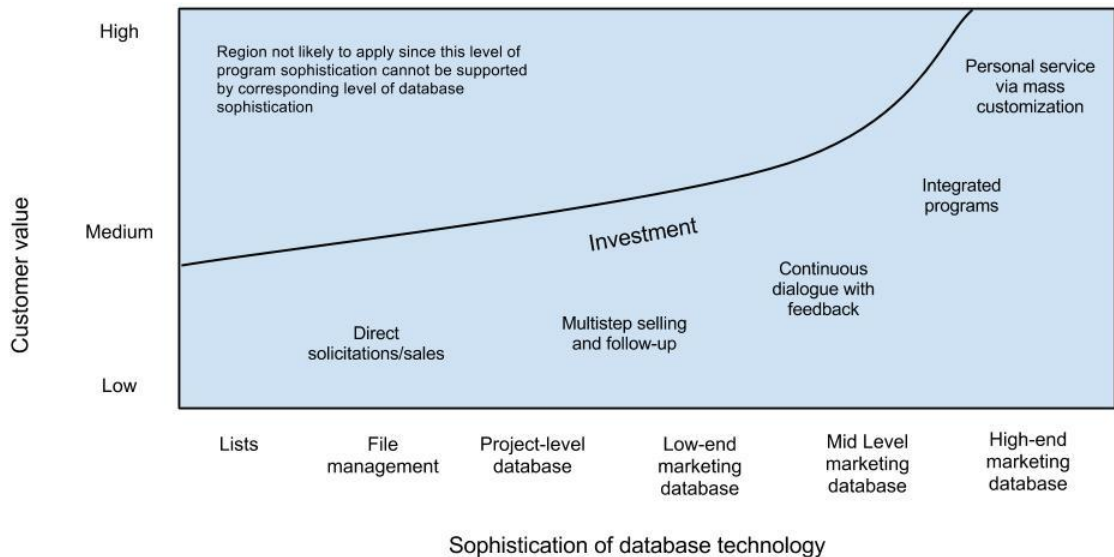 High
Region not likely to apply since this level of
program sophistication cannot be supported
by corresponding level of database
sophistication
Personal service
via mass
customization
Integrated
programs
Customer value
Medium
Investment
Continuous
dialogue with
feedback
Multistep selling
and follow-up
Direct
solicitations/sales
Low
Lists
File
management
Project-level
database
Low-end
marketing
database
Mid Level
marketing
database
High-end
marketing
database
Sophistication of database technology